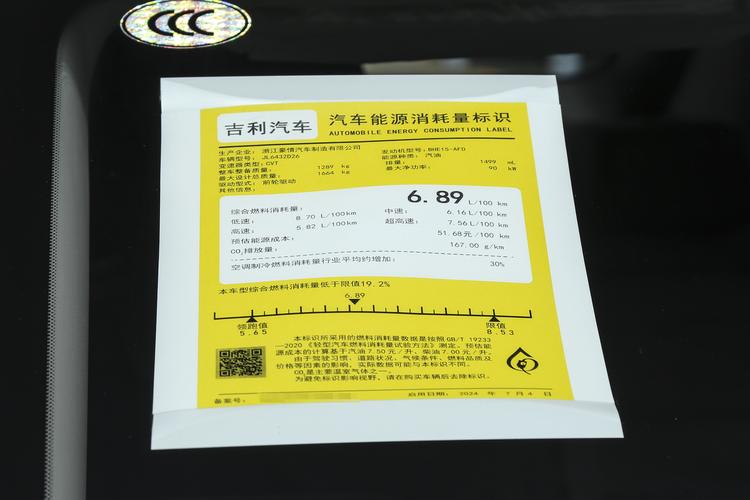 CCC
吉利汽车
汽车能源消耗量标识
AUTOMOBILE ENERGY CONSUMPTION LABEL
生产企业：浙江豪情汽车制造有限公司
车辆型号：JL6432D26
发动机型号：BHE15-AFD
变速器类型：CVT
能源种类：汽油
整车整备质量：1289 kg
排量：1499 mL
最大设计总质量：1664 kg
最大净功率：90 kW
驱动型式：前轮驱动
其他信息：
6.89 L/100 km
综合燃料消耗量：
低速：8.70 L/100km
中速：6.16 L/100 km
高速：5.82 L/100km
超高速：7.56 L/100 km
预估能源成本：51.68元/100 km
CO₂排放量：167.00 g/km
空调制冷燃料消耗量行业平均约增加：30%
本车型综合燃料消耗量低于限值19.2%
6.89
领跑值
5.65
限值
8.53
本标识所采用的燃料消耗量数据是按照GB/T 19233
—2020《轻型汽车燃料消耗量试验方法》测定。预估能
源成本的计算基于汽油7.50元/升，柴油7.00元/升。
由于驾驶习惯、道路状况、气候条件、燃料品质及
价格等因素的影响，实际数据可能与本标识不同。
CO₂是主要温室气体之一。
为避免标识影响视野，请在购买车辆后去除标识。
备案号：
启用日期：2024 年 7 月 4 日